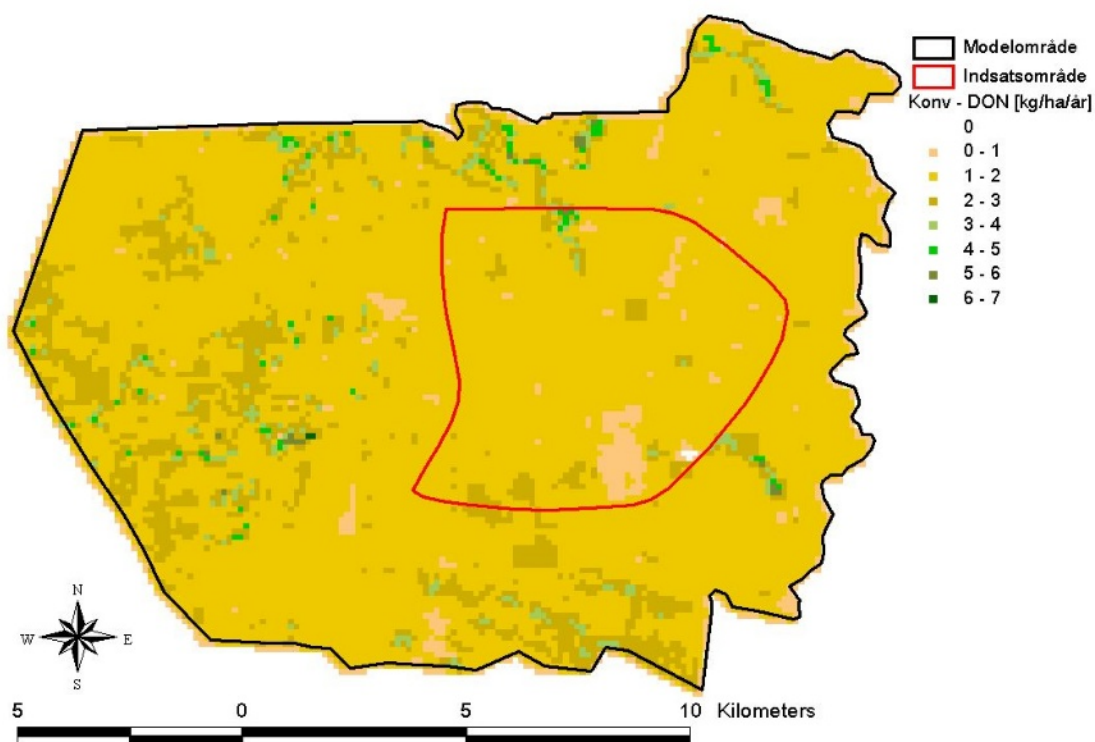 Modelområde
Indsatsområde
Konv - DON [kg/ha/år]
0
0 - 1
1 - 2
2 - 3
3 - 4
4 - 5
5 - 6
6 - 7
N
W E
S
5 0 5 10 Kilometers